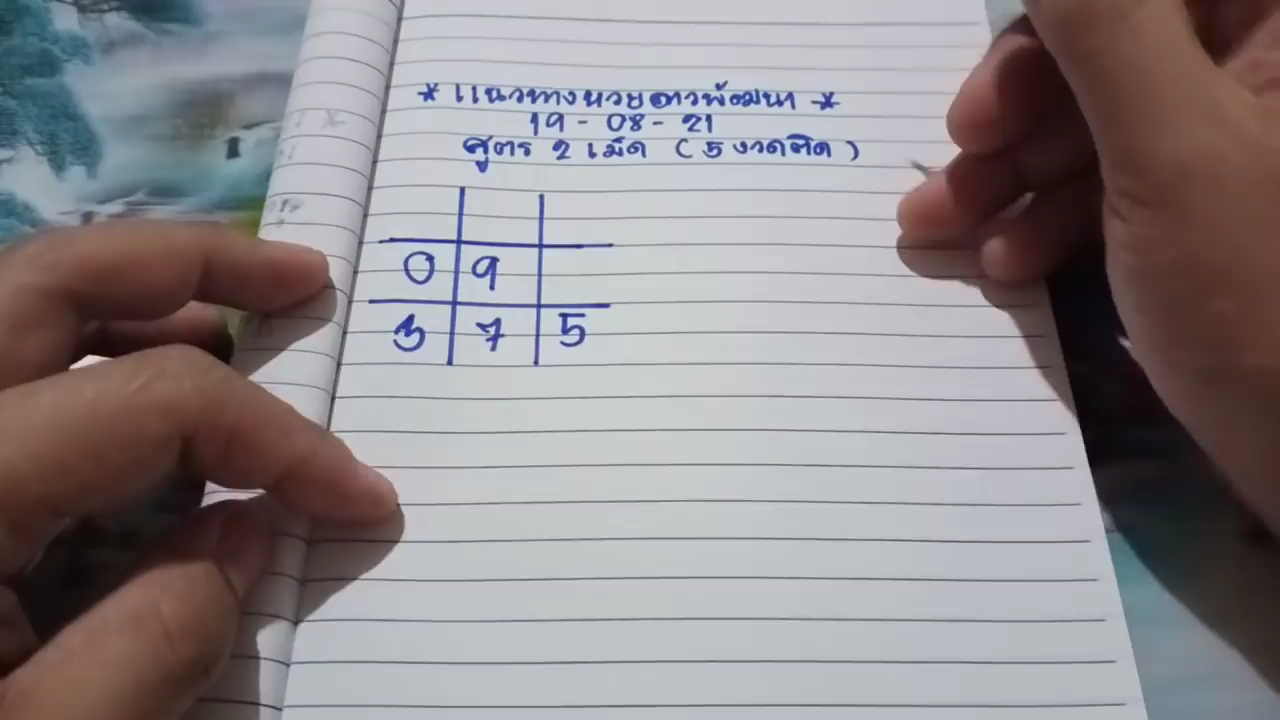 * แนวทางหวยลาวพัฒนา *
19 - 08 - 21
สูตร 2 เม็ด ( 5 งวดติด )
0 9
3 7 5